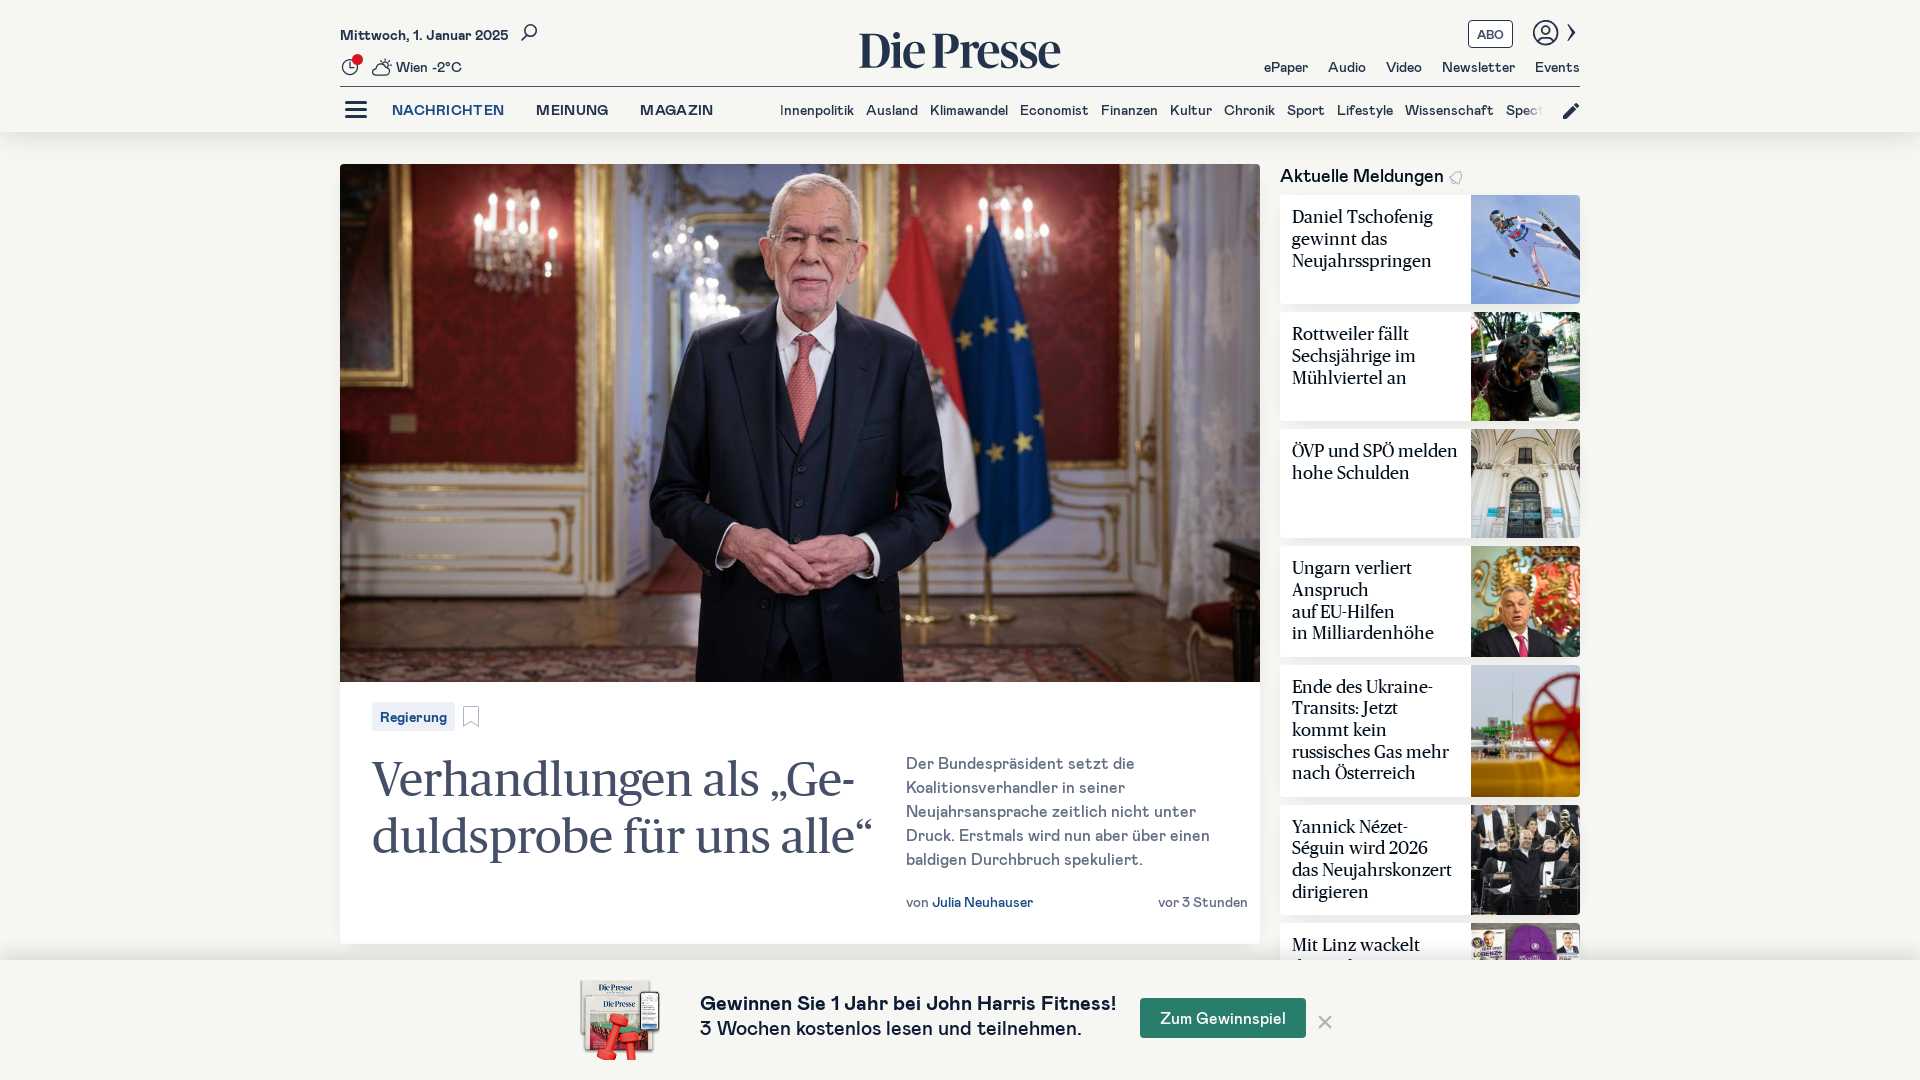 Mittwoch, 1. Januar 2025
Die Presse
ABO
Wien -2°C
ePaper Audio Video Newsletter Events
NACHRICHTEN MEINUNG MAGAZIN Innenpolitik Ausland Klimawandel Economist Finanzen Kultur Chronik Sport Lifestyle Wissenschaft Spect
Regierung
Verhandlungen als „Ge-
duldsprobe für uns alle“
Der Bundespräsident setzt die
Koalitionsverhandler in seiner
Neujahrsansprache zeitlich nicht unter
Druck. Erstmals wird nun aber über einen
baldigen Durchbruch spekuliert.
von Julia Neuhauser vor 3 Stunden
Aktuelle Meldungen
Daniel Tschofenig
gewinnt das
Neujahrsspringen
Rottweiler fällt
Sechsjährige im
Mühlviertel an
ÖVP und SPÖ melden
hohe Schulden
Ungarn verliert
Anspruch
auf EU-Hilfen
in Milliardenhöhe
Ende des Ukraine-
Transits: Jetzt
kommt kein
russisches Gas mehr
nach Österreich
Yannick Nézet-
Séguin wird 2026
das Neujahrskonzert
dirigieren
Mit Linz wackelt
Die Presse
Die Presse
Gewinnen Sie 1 Jahr bei John Harris Fitness!
3 Wochen kostenlos lesen und teilnehmen.
Zum Gewinnspiel